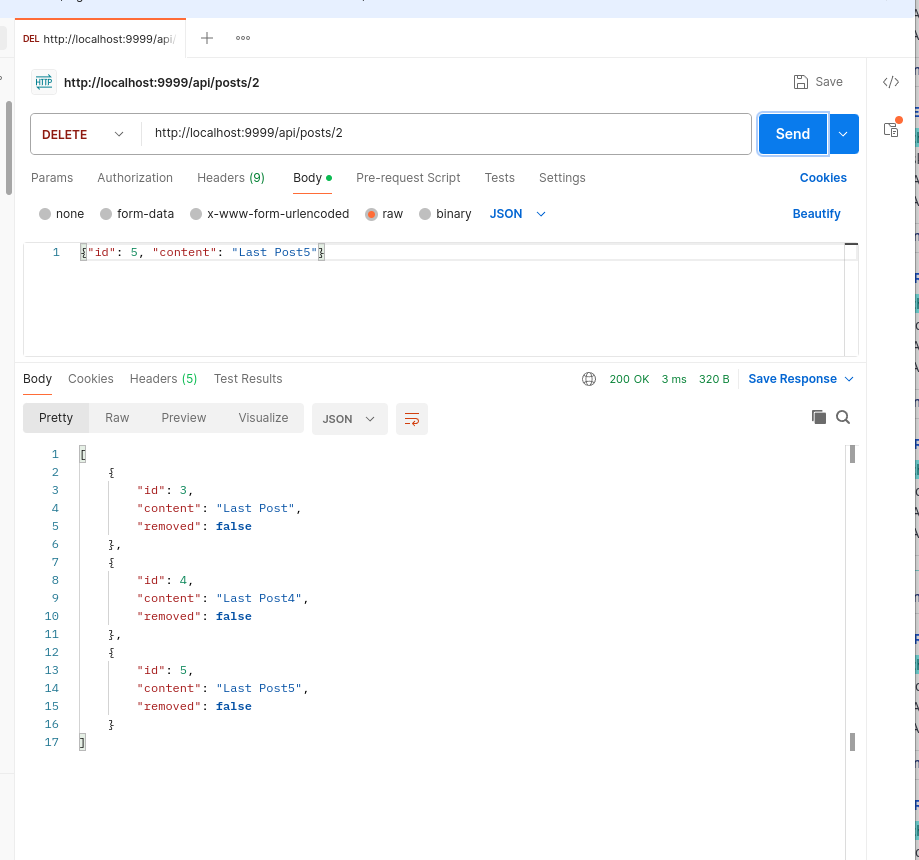 DEL http://localhost:9999/api/
HTTP http://localhost:9999/api/posts/2 Save
DELETE http://localhost:9999/api/posts/2 Send
Params Authorization Headers (9) Body Pre-request Script Tests Settings Cookies
none form-data x-www-form-urlencoded raw binary JSON Beautify
1 {"id": 5, "content": "Last Post5"}
Body Cookies Headers (5) Test Results 200 OK 3 ms 320 B Save Response
Pretty Raw Preview Visualize JSON
1 [
2 {
3 "id": 3,
4 "content": "Last Post",
5 "removed": false
6 },
7 {
8 "id": 4,
9 "content": "Last Post4",
10 "removed": false
11 },
12 {
13 "id": 5,
14 "content": "Last Post5",
15 "removed": false
16 }
17 ]